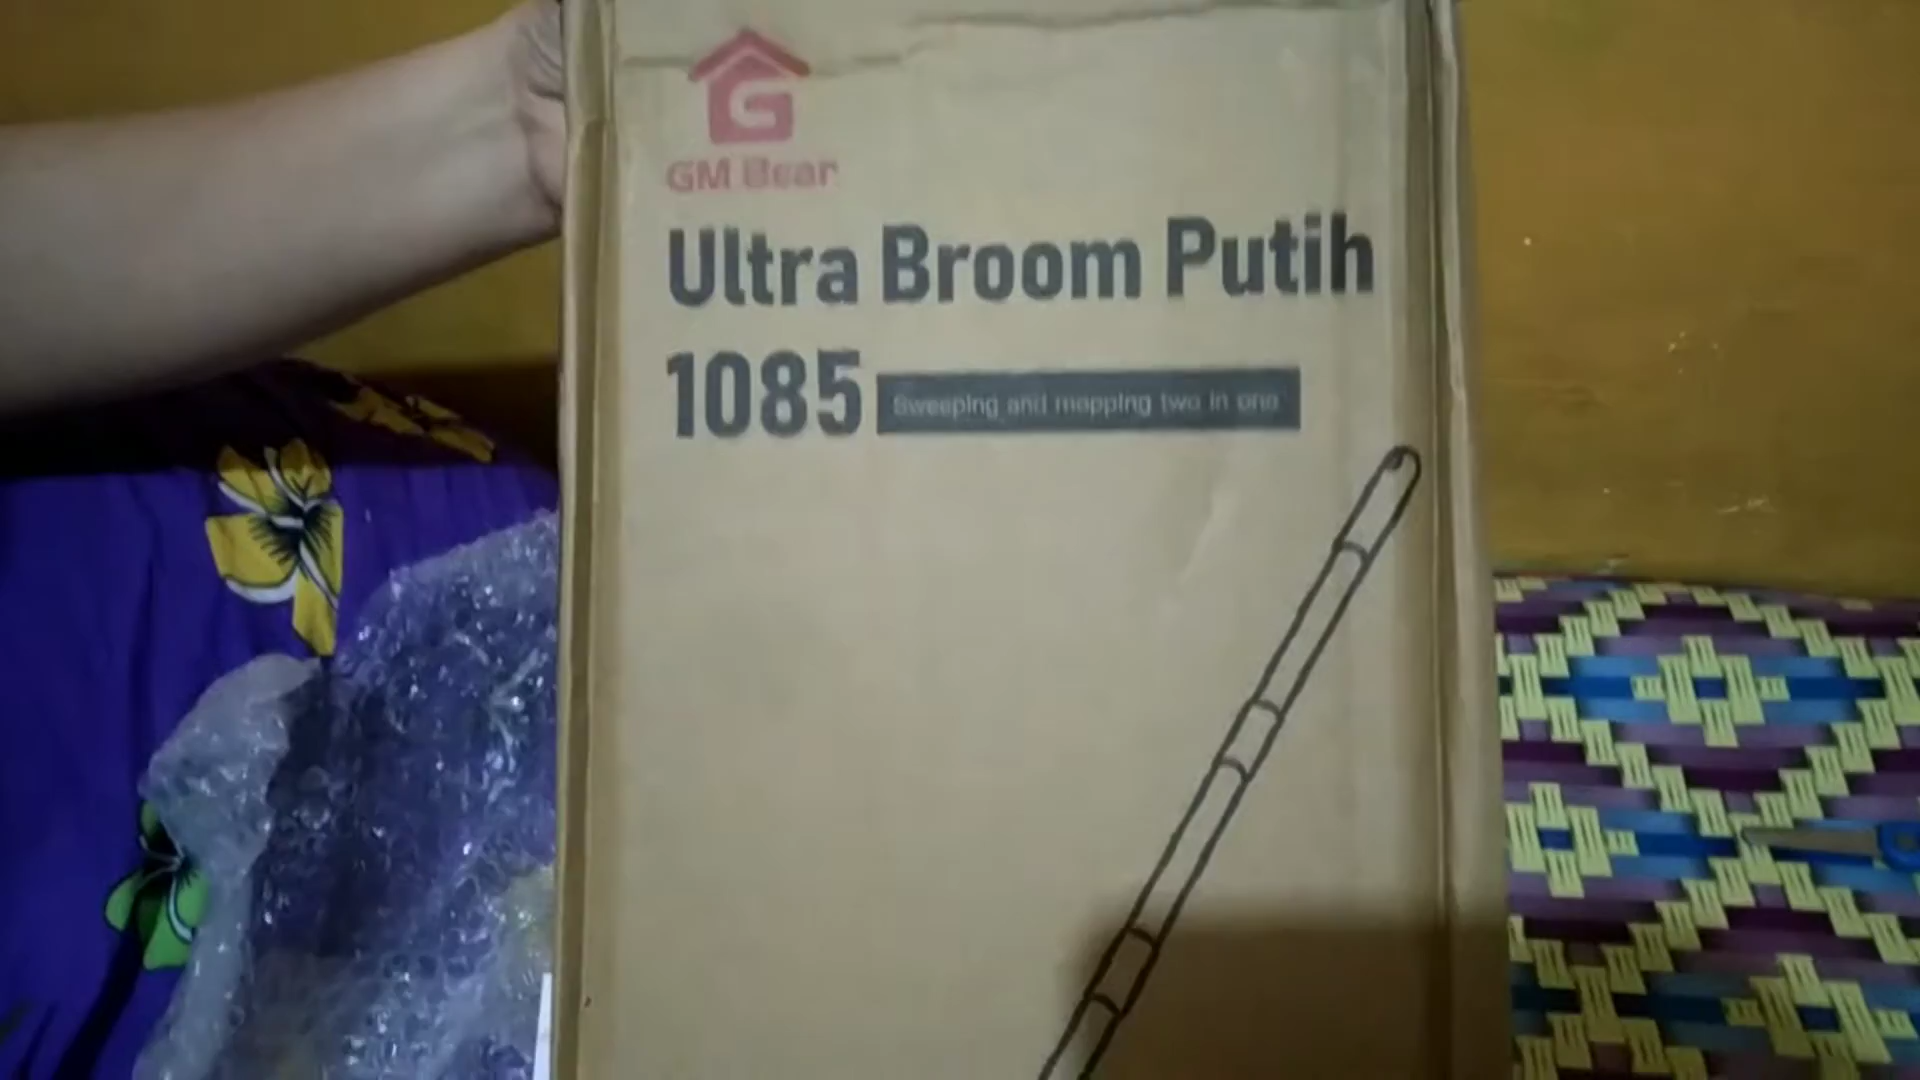 G
GM Bear
Ultra Broom Putih
1085
Sweeping and mopping two in one